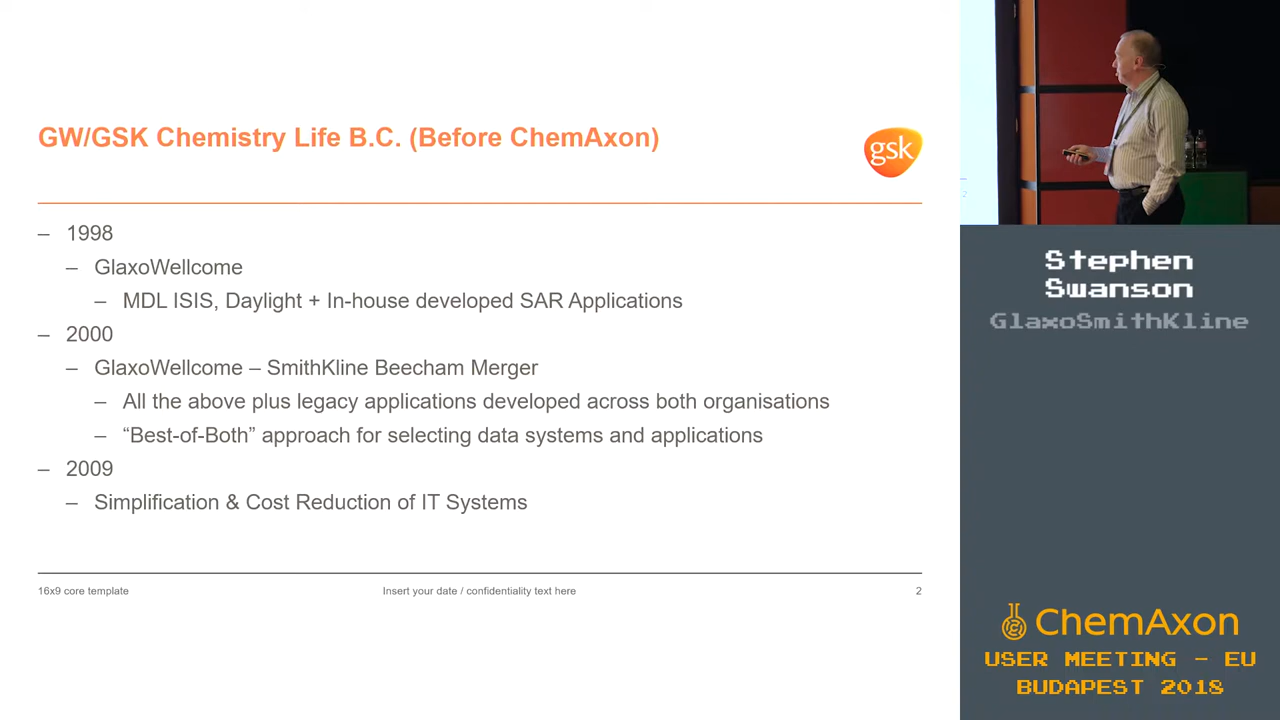 GW/GSK Chemistry Life B.C. (Before ChemAxon)
gsk
– 1998
– GlaxoWellcome
– MDL ISIS, Daylight + In-house developed SAR Applications
– 2000
– GlaxoWellcome – SmithKline Beecham Merger
– All the above plus legacy applications developed across both organisations
– “Best-of-Both” approach for selecting data systems and applications
– 2009
– Simplification & Cost Reduction of IT Systems
16x9 core template
Insert your date / confidentiality text here
2
2
Stephen
Swanson
GlaxoSmithKline
ChemAxon
USER MEETING - EU
BUDAPEST 2018